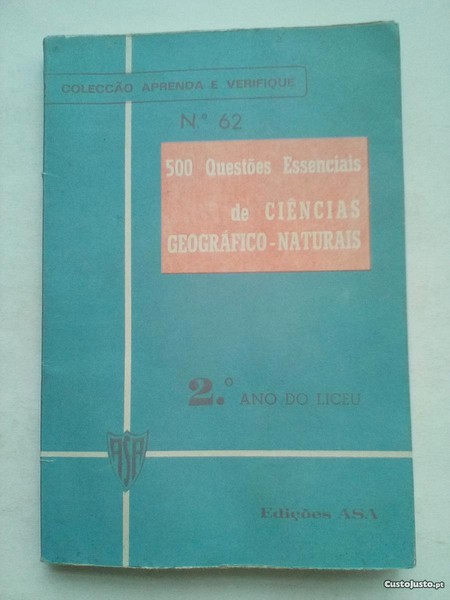 COLECCÃO APRENDA E VERIFIQUE
Nº 62
500 Questões Essenciais
de CIÊNCIAS
GEOGRÁFICO-NATURAIS
2.º ANO DO LICEU
ASA
Edições ASA
CustoJusto.pt